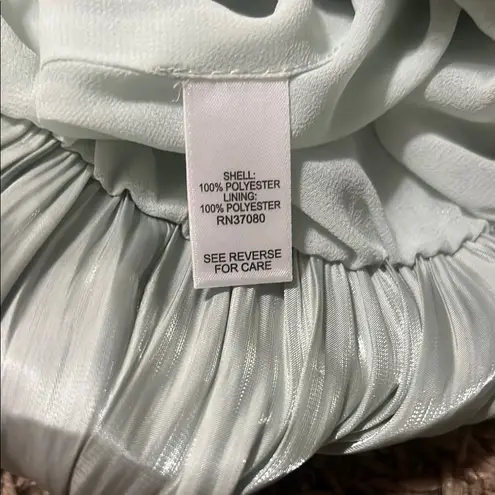 SHELL:
100% POLYESTER
LINING:
100% POLYESTER
RN37080
SEE REVERSE
FOR CARE